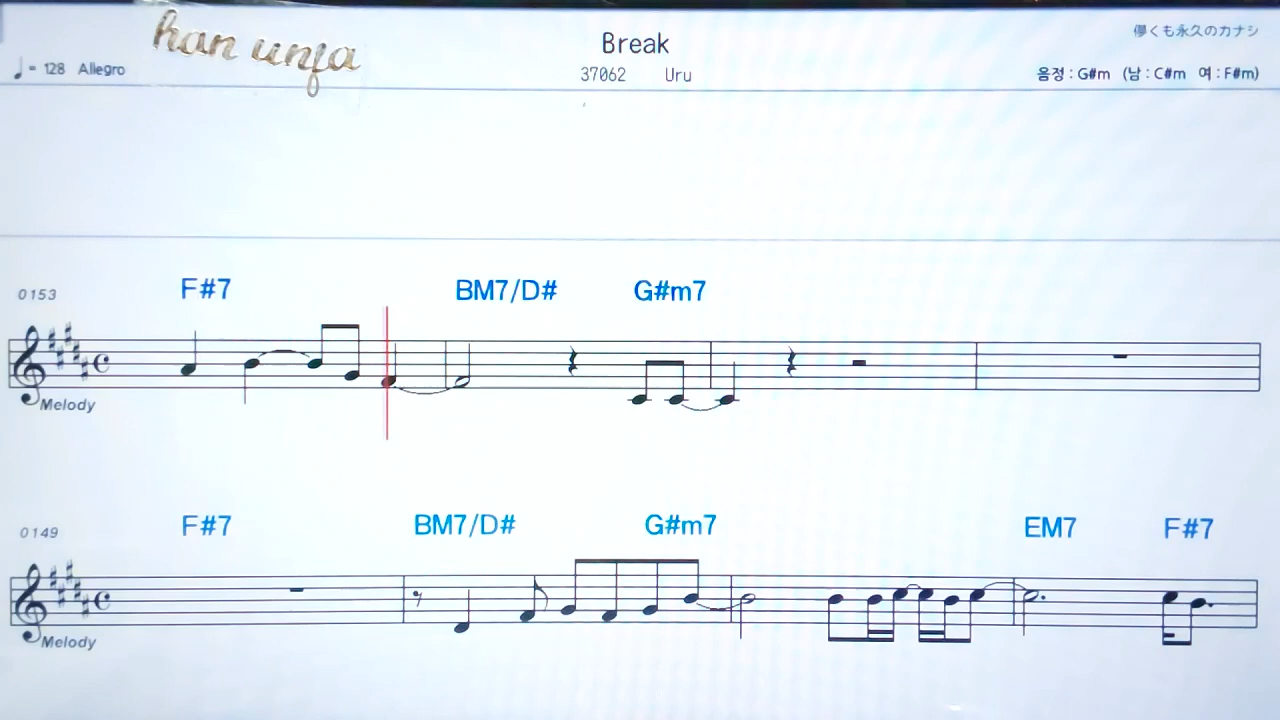 han unja
Break
儚くも永久のカナシ
♩= 128 Allegro
37062 Uru
음정 : G#m (남 : C#m 여 : F#m)
F#7 BM7/D# G#m7
0153
Melody
F#7 BM7/D# G#m7 EM7 F#7
0149
Melody